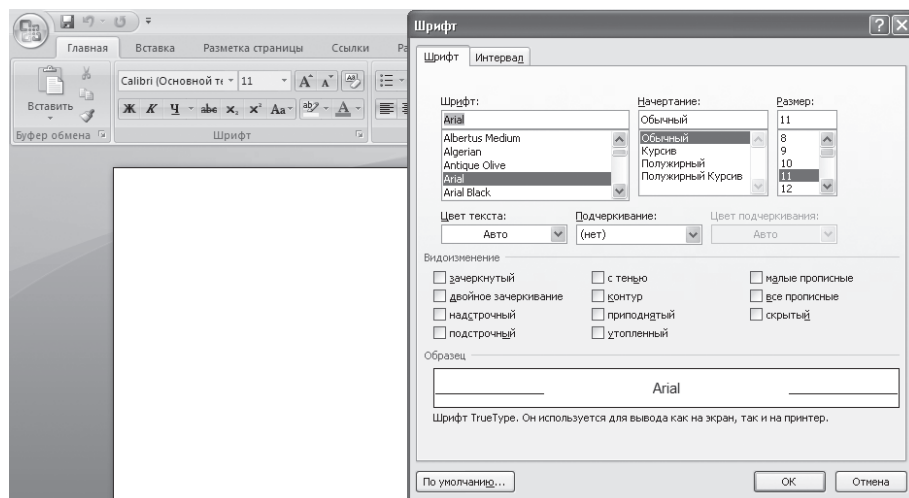 Главная Вставка Разметка страницы Ссылки Ра
Вставить
Буфер обмена
Calibri (Основной те 11
Ж К Ч abc x₂ x² Aa ab A
Шрифт
Шрифт
Шрифт Интервал
Шрифт: Начертание: Размер:
Arial Обычный 11
Albertus Medium Обычный 8
Algerian Курсив 9
Antique Olive Полужирный 10
Arial Полужирный Курсив 11
Arial Black 12
Цвет текста: Подчеркивание: Цвет подчеркивания:
Авто (нет) Авто
Видоизменение
зачеркнутый с тенью малые прописные
двойное зачеркивание контур все прописные
надстрочный приподнятый скрытый
подстрочный утопленный
Образец
Arial
Шрифт TrueType. Он используется для вывода как на экран, так и на принтер.
По умолчанию... ОК Отмена